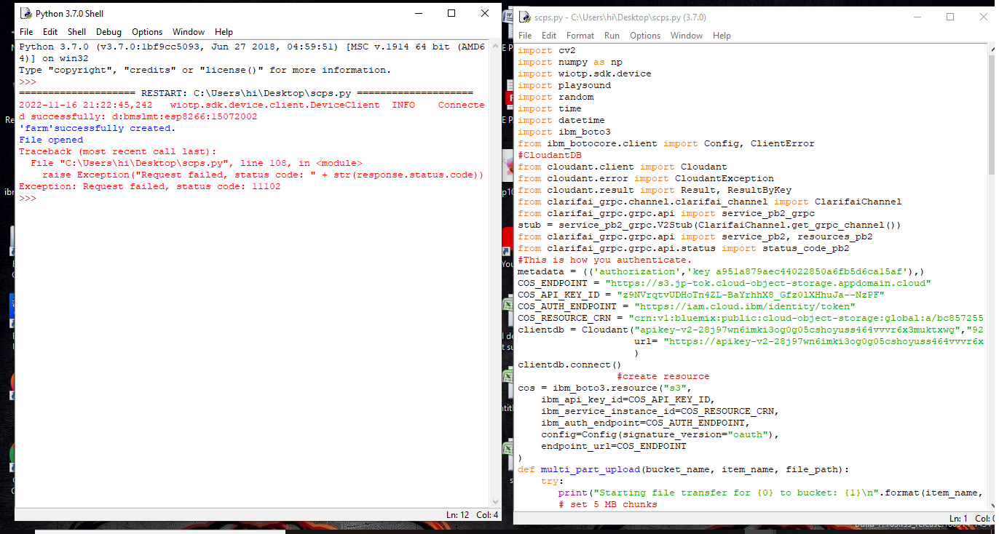 Python 3.7.0 Shell
File Edit Shell Debug Options Window Help
Python 3.7.0 (v3.7.0:1bf9cc5093, Jun 27 2018, 04:59:51) [MSC v.1914 64 bit (AMD6
4)] on win32
Type "copyright", "credits" or "license()" for more information.
>>>
==================== RESTART: C:\Users\hi\Desktop\scps.py ====================
2022-11-16 21:22:45,242   wiotp.sdk.device.client.DeviceClient  INFO    Connecte
d successfully: d:bmslmt:esp8266:15072002
'farm'successfully created.
File opened
Traceback (most recent call last):
  File "C:\Users\hi\Desktop\scps.py", line 108, in <module>
    raise Exception("Request failed, status code: " + str(response.status.code))
Exception: Request failed, status code: 11102
>>>
Ln: 12 Col: 4
scps.py - C:\Users\hi\Desktop\scps.py (3.7.0)
File Edit Format Run Options Window Help
import cv2
import numpy as np
import wiotp.sdk.device
import playsound
import random
import time
import datetime
import ibm_boto3
from ibm_botocore.client import Config, ClientError
#CloudantDB
from cloudant.client import Cloudant
from cloudant.error import CloudantException
from cloudant.result import Result, ResultByKey
from clarifai_grpc.channel.clarifai_channel import ClarifaiChannel
from clarifai_grpc.grpc.api import service_pb2_grpc
stub = service_pb2_grpc.V2Stub(ClarifaiChannel.get_grpc_channel())
from clarifai_grpc.grpc.api import service_pb2, resources_pb2
from clarifai_grpc.grpc.api.status import status_code_pb2
#This is how you authenticate.
metadata = (('authorization','key a951a879aec44022850a6fb5d6ca15af'),)
COS_ENDPOINT = "https://s3.jp-tok.cloud-object-storage.appdomain.cloud"
COS_API_KEY_ID = "z9NVrqtvUDHoTn4ZL-BaYrhhX8_Gfz0lXHhuJa--NzPF"
COS_AUTH_ENDPOINT = "https://iam.cloud.ibm/identity/token"
COS_RESOURCE_CRN = "crn:v1:bluemix:public:cloud-object-storage:global:a/bc857255
clientdb = Cloudant("apikey-v2-28j97wn6imki3og0g05cshoyuss464vvvr6x3muktxwg","92
                    url= "https://apikey-v2-28j97wn6imki3og0g05cshoyuss464vvvr6x
                    )
clientdb.connect()
                 #create resource
cos = ibm_boto3.resource("s3",
    ibm_api_key_id=COS_API_KEY_ID,
    ibm_service_instance_id=COS_RESOURCE_CRN,
    ibm_auth_endpoint=COS_AUTH_ENDPOINT,
    config=Config(signature_version="oauth"),
    endpoint_url=COS_ENDPOINT
)
def multi_part_upload(bucket_name, item_name, file_path):
    try:
       print("Starting file transfer for {0} to bucket: {1}\n".format(item_name,
       # set 5 MB chunks
Ln: 1 Col: